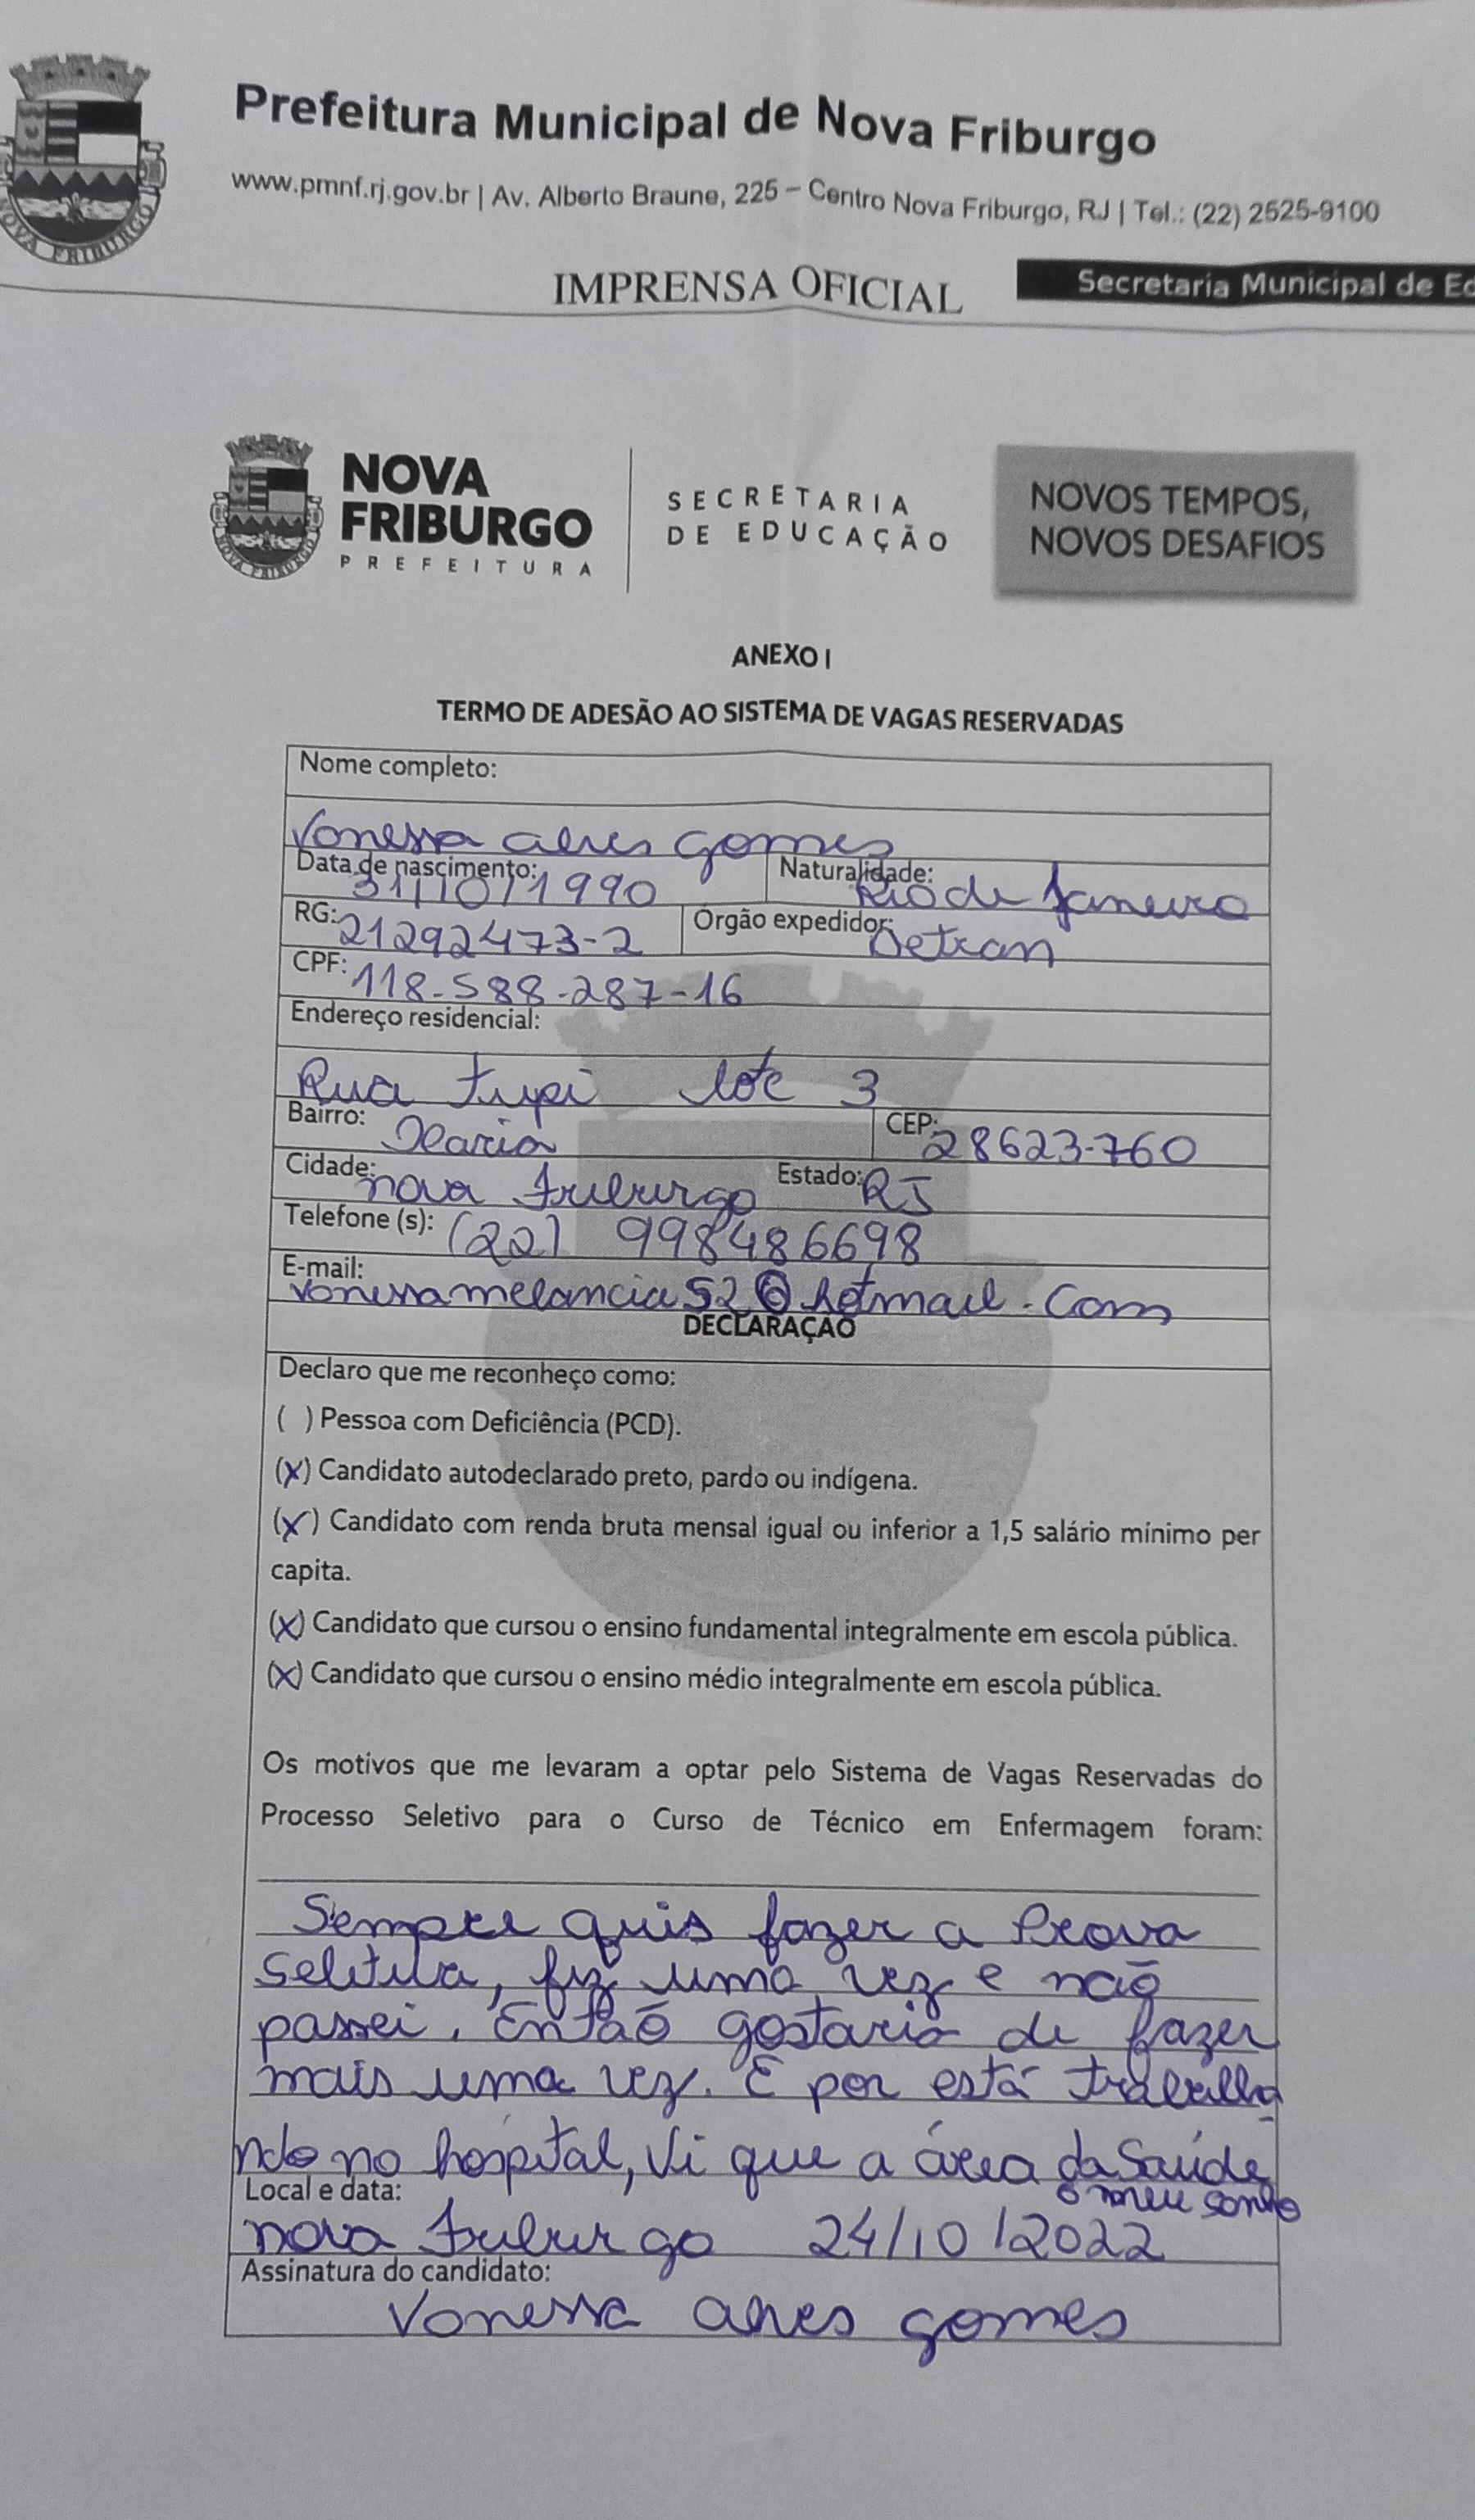 Prefeitura Municipal de Nova Friburgo
www.pmnf.rj.gov.br | Av. Alberto Braune, 225 – Centro Nova Friburgo, RJ | Tel.: (22) 2525-9100
IMPRENSA OFICIAL
Secretaria Municipal de Ed
NOVA FRIBURGO
NOVA
FRIBURGO
PREFEITURA
SECRETARIA
DE EDUCAÇÃO
NOVOS TEMPOS,
NOVOS DESAFIOS
NOVA FRIBURGO
ANEXO I
TERMO DE ADESÃO AO SISTEMA DE VAGAS RESERVADAS
Nome completo:
Vanessa alves gomes
Data de nascimento: 31/10/1990 Naturalidade: Rio de Janeiro
RG: 21292473-2 Órgão expedidor: Detran
CPF: 118-588-287-16
Endereço residencial:
Rua Tupi lote 3
Bairro: Olaria CEP: 28623-760
Cidade: nova Friburgo Estado: RJ
Telefone (s): (22) 998486698
E-mail: vanessamelancia52@hotmail.com
DECLARAÇÃO
Declaro que me reconheço como:
( ) Pessoa com Deficiência (PCD).
(X) Candidato autodeclarado preto, pardo ou indígena.
(X) Candidato com renda bruta mensal igual ou inferior a 1,5 salário mínimo per
capita.
(X) Candidato que cursou o ensino fundamental integralmente em escola pública.
(X) Candidato que cursou o ensino médio integralmente em escola pública.
Os motivos que me levaram a optar pelo Sistema de Vagas Reservadas do
Processo Seletivo para o Curso de Técnico em Enfermagem foram:
Sempre quis fazer a Prova
seletiva, fiz uma vez e não
passei. Então gostaria de fazer
mais uma vez. E por está trabalha
ndo no hospital, vi que a área da Saúde
o meu sonho
Local e data:
nova Friburgo 24/10/2022
Assinatura do candidato:
Vanessa alves gomes